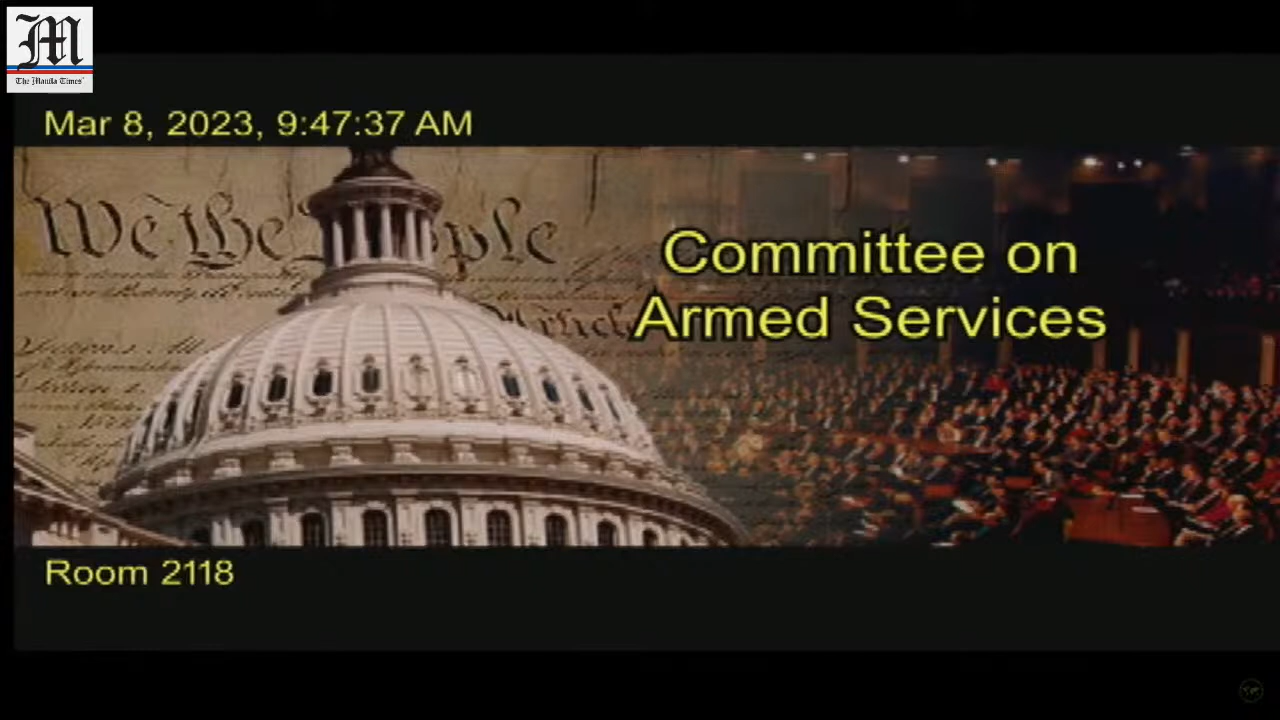 M
The Manila Times
Mar 8, 2023, 9:47:37 AM
We the People
Article
Committee on
Armed Services
Room 2118